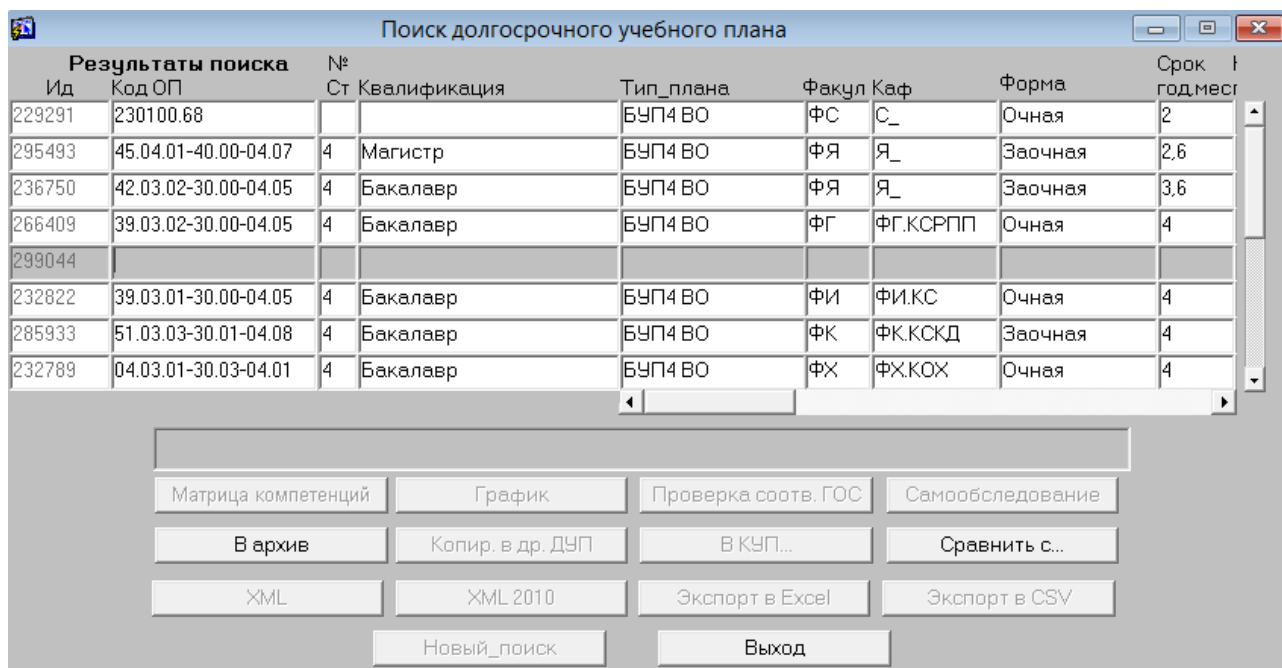 Поиск долгосрочного учебного плана
Результаты поиска № Срок
Ид Код ОП Ст Квалификация Тип_плана Факул Каф Форма год.мес
229291 230100.68 БУП4 ВО ФС С_ Очная 2
295493 45.04.01-40.00-04.07 4 Магистр БУП4 ВО ФЯ Я_ Заочная 2,6
236750 42.03.02-30.00-04.05 4 Бакалавр БУП4 ВО ФЯ Я_ Заочная 3,6
266409 39.03.02-30.00-04.05 4 Бакалавр БУП4 ВО ФГ ФГ.КСРПП Очная 4
299044
232822 39.03.01-30.00-04.05 4 Бакалавр БУП4 ВО ФИ ФИ.КС Очная 4
285933 51.03.03-30.01-04.08 4 Бакалавр БУП4 ВО ФК ФК.КСКД Заочная 4
232789 04.03.01-30.03-04.01 4 Бакалавр БУП4 ВО ФХ ФХ.КОХ Очная 4
Матрица компетенций График Проверка соотв. ГОС Самообследование
В архив Копир. в др. ДУП В КУП... Сравнить с...
XML XML 2010 Экспорт в Excel Экспорт в CSV
Новый_поиск Выход